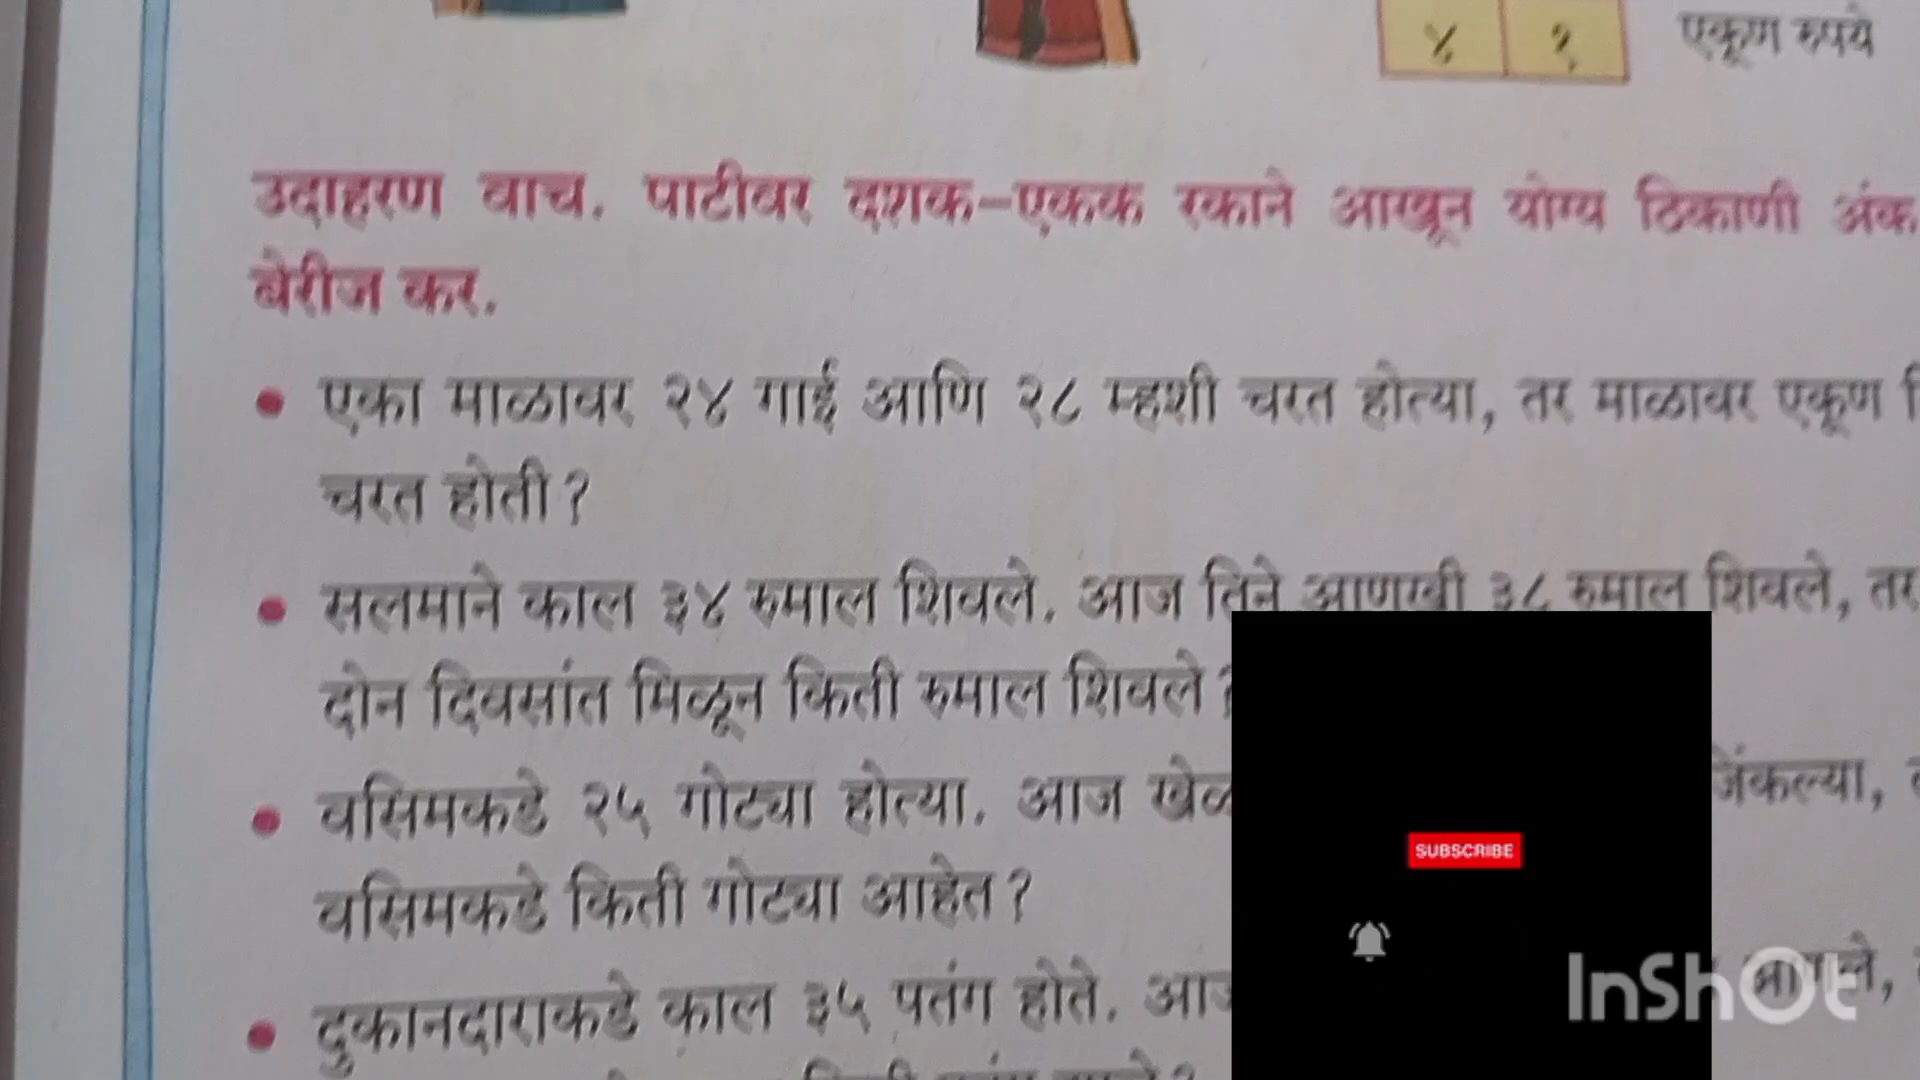 ४ १ एकूण रुपये
उदाहरण वाच. पाटीवर दशक-एकक रकाने आखून योग्य ठिकाणी अंक
बेरीज कर.
• एका माळावर २४ गाई आणि २८ म्हशी चरत होत्या, तर माळावर एकूण
चरत होती?
• सलमाने काल ३४ रुमाल शिवले. आज तिने आणखी ३८ रुमाल शिवले, तर
दोन दिवसांत मिळून किती रुमाल शिवले?
• वसिमकडे २५ गोट्या होत्या. आज जिंकल्या,
वसिमकडे किती गोट्या आहेत?
• दुकानदाराकडे काल ३५ पतंग होते.
SUBSCRIBE
InShOt